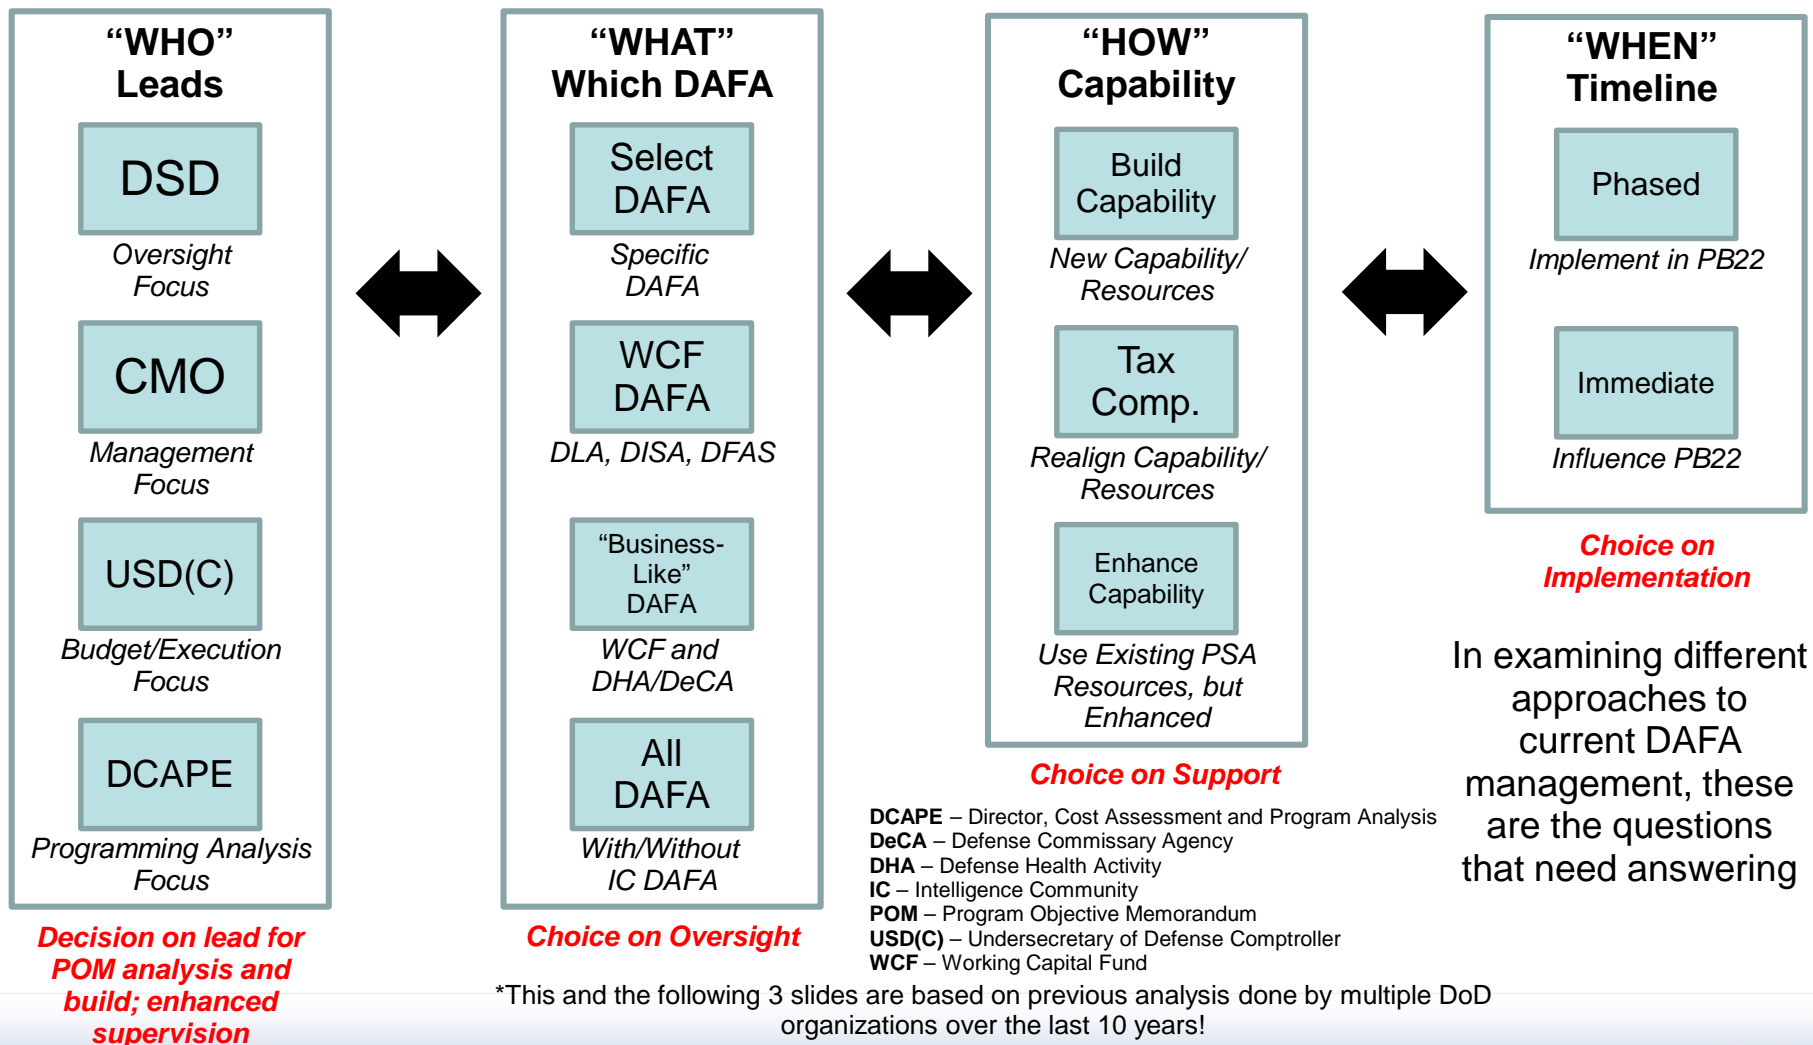 “WHO”
Leads
DSD
Oversight
Focus
CMO
Management
Focus
USD(C)
Budget/Execution
Focus
DCAPE
Programming Analysis
Focus
Decision on lead for
POM analysis and
build; enhanced
supervision
“WHAT”
Which DAFA
Select
DAFA
Specific
DAFA
WCF
DAFA
DLA, DISA, DFAS
“Business-
Like”
DAFA
WCF and
DHA/DeCA
All
DAFA
With/Without
IC DAFA
Choice on Oversight
“HOW”
Capability
Build
Capability
New Capability/
Resources
Tax
Comp.
Realign Capability/
Resources
Enhance
Capability
Use Existing PSA
Resources, but
Enhanced
Choice on Support
“WHEN”
Timeline
Phased
Implement in PB22
Immediate
Influence PB22
Choice on
Implementation
In examining different
approaches to
current DAFA
management, these
are the questions
that need answering
DCAPE – Director, Cost Assessment and Program Analysis
DeCA – Defense Commissary Agency
DHA – Defense Health Activity
IC – Intelligence Community
POM – Program Objective Memorandum
USD(C) – Undersecretary of Defense Comptroller
WCF – Working Capital Fund
*This and the following 3 slides are based on previous analysis done by multiple DoD
organizations over the last 10 years!